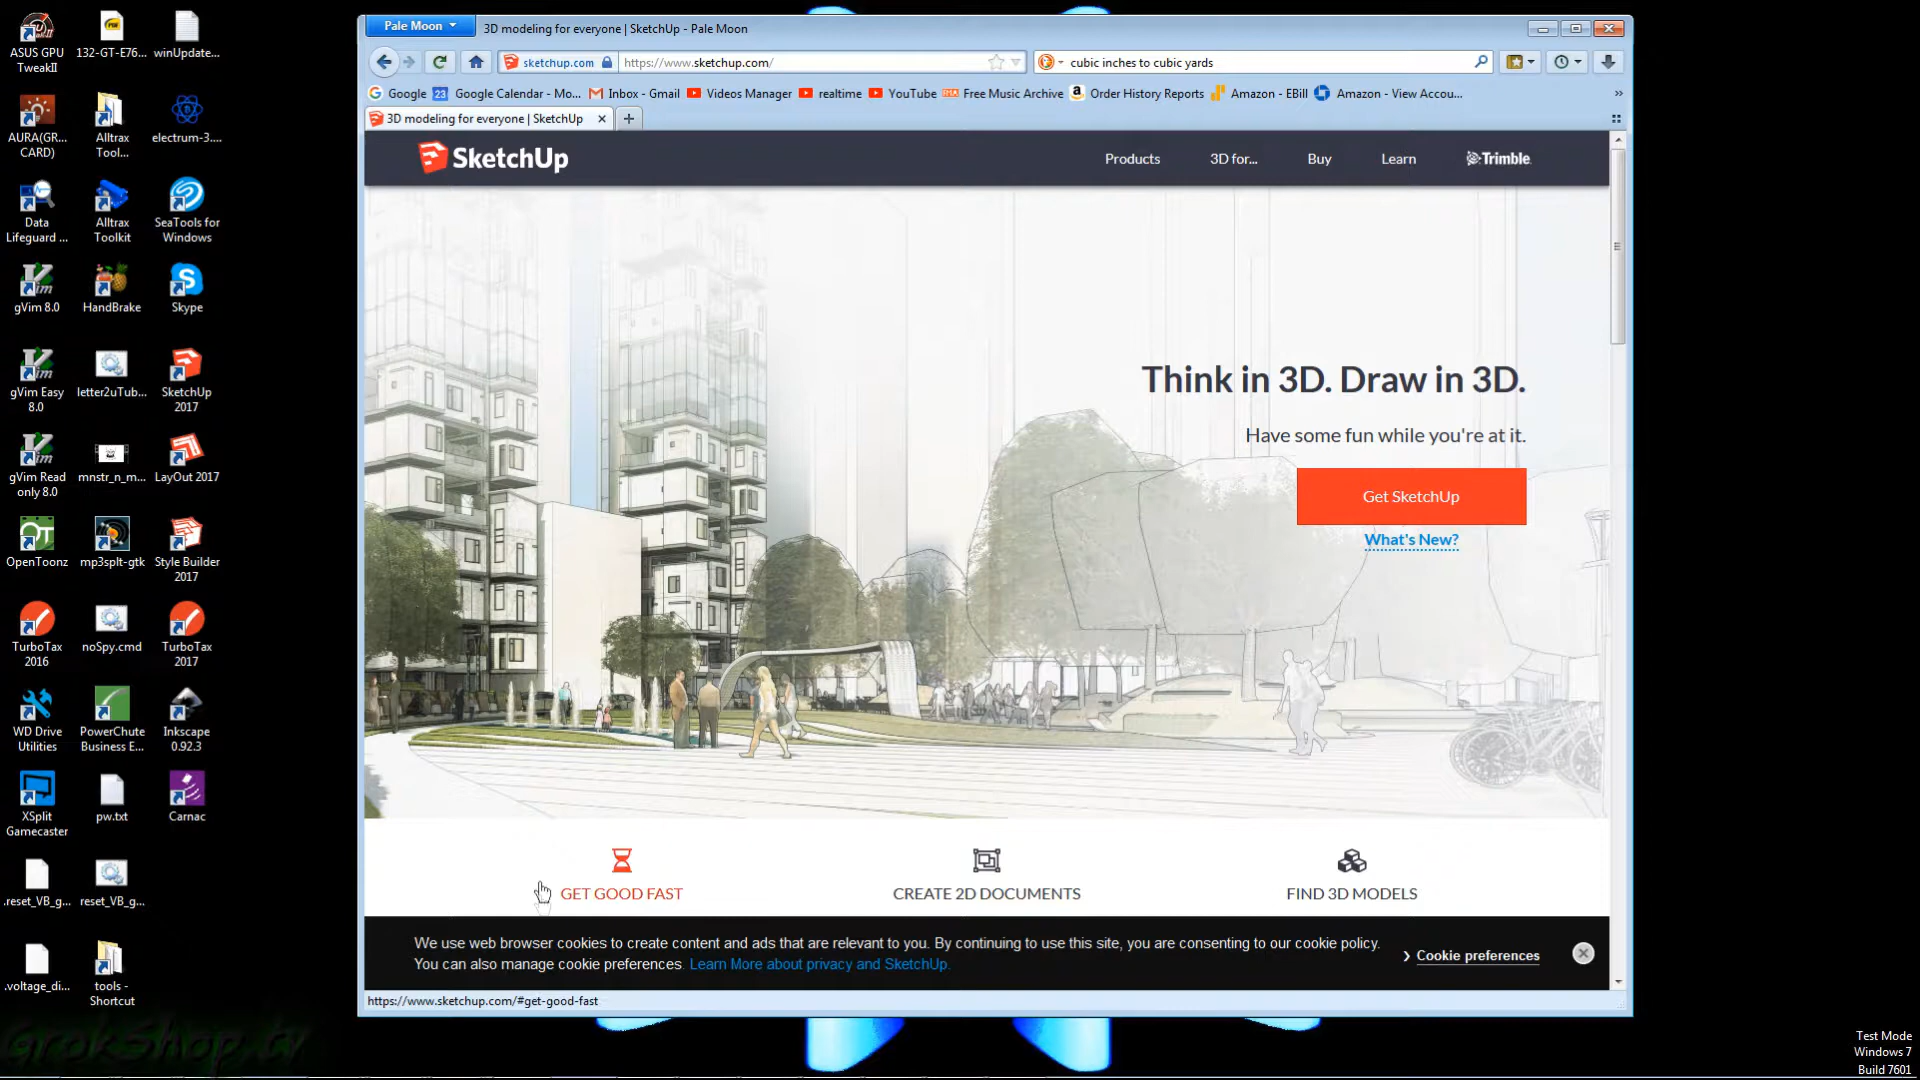 Pale Moon
3D modeling for everyone | SketchUp - Pale Moon
sketchup.com
https://www.sketchup.com/
cubic inches to cubic yards
Google
23
Google Calendar - Mo...
Inbox - Gmail
Videos Manager
realtime
YouTube
Free Music Archive
Order History Reports
Amazon - EBill
Amazon - View Accou...
»
3D modeling for everyone | SketchUp
SketchUp
Products
3D for...
Buy
Learn
Trimble
Think in 3D. Draw in 3D.
Have some fun while you're at it.
Get SketchUp
What's New?
GET GOOD FAST
CREATE 2D DOCUMENTS
FIND 3D MODELS
We use web browser cookies to create content and ads that are relevant to you. By continuing to use this site, you are consenting to our cookie policy.
You can also manage cookie preferences. Learn More about privacy and SketchUp.
Cookie preferences
https://www.sketchup.com/#get-good-fast
ASUS GPU
TweakII
132-GT-E76...
winUpdate...
AURA(GR...
CARD)
Alltrax
Tool...
electrum-3....
Data
Lifeguard ...
Alltrax
Toolkit
SeaTools for
Windows
gVim 8.0
HandBrake
Skype
gVim Easy
8.0
letter2uTub...
SketchUp
2017
gVim Read
only 8.0
mnstr_n_m...
LayOut 2017
OpenToonz
mp3splt-gtk
Style Builder
2017
TurboTax
2016
noSpy.cmd
TurboTax
2017
WD Drive
Utilities
PowerChute
Business E...
Inkscape
0.92.3
XSplit
Gamecaster
pw.txt
Carnac
.reset_VB_g...
reset_VB_g...
.voltage_di...
tools -
Shortcut
GrokShop.tv
Test Mode
Windows 7
Build 7601